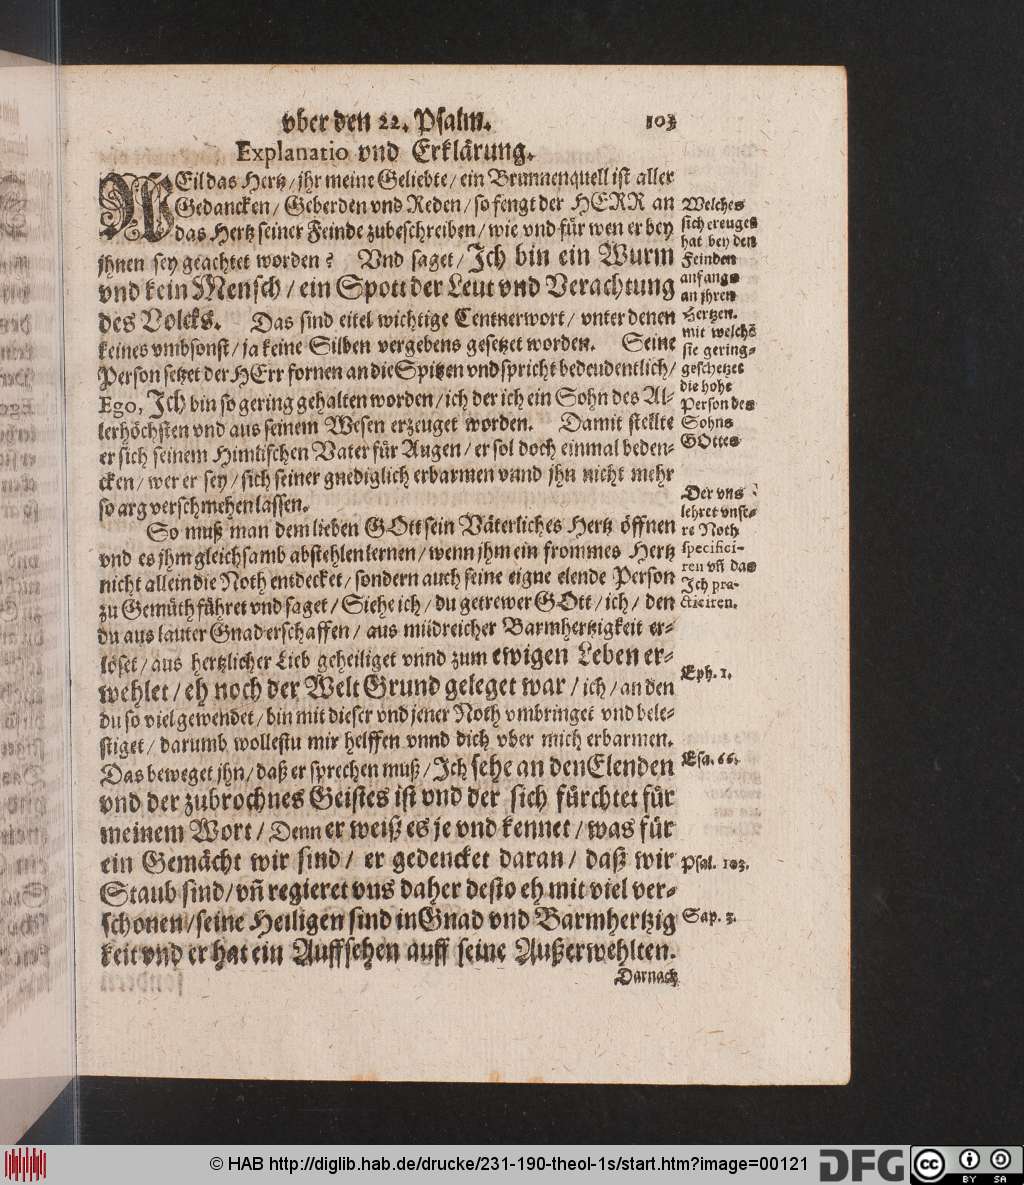 vber den 22. Psalm. 103
Explanatio vnd Erklärung.
WEil das Hertz/ jhr meine Geliebte/ ein Brunnenquell ist aller
Gedancken/ Geberden vnd Reden/ so fengt der HERR an
das Hertz seiner Feinde zubeschreiben/ wie vnd für wen er bey
jhnen sey geachtet worden? Vnd saget/ Ich bin ein Wurm
vnd kein Mensch/ ein Spott der Leut vnd Verachtung
des Volcks. Das sind eitel wichtige Centnerwort/ vnter denen
keines vmbsonst/ ja keine Silben vergebens gesetzet worden. Seine
Person setzet der HErr fornen an die Spitzen vnd spricht bedeudentlich/
Ego, Ich bin so gering gehalten worden/ ich der ich ein Sohn des Al-
lerhöchsten vnd aus seinem Wesen erzeuget worden. Damit stellte
er sich seinem Himlischen Vater für Augen/ er sol doch einmal beden-
cken/ wer er sey/ sich seiner gnediglich erbarmen vnnd jhn nicht mehr
so arg verschmehen lassen.
So muß man dem lieben GOtt sein Väterliches Hertz öffnen
vnd es jhm gleichsamb abstehlen lernen/ wenn jhm ein frommes Hertz
nicht allein die Noth entdecket/ sondern auch seine eigne elende Person
zu Gemüth führet vnd saget/ Siehe ich/ du getrewer GOtt/ ich/ den
du aus lauter Gnad erschaffen/ aus mildreicher Barmhertzigkeit er-
löset/ aus hertzlicher Lieb geheiliget vnnd zum ewigen Leben er-
wehlet/ eh noch der Welt Grund geleget war/ ich/ an den
du so viel gewendet/ bin mit dieser vnd jener Noth vmbringet vnd bele-
stiget/ darumb wollestu mir helffen vnnd dich vber mich erbarmen.
Das beweget jhn/ daß er sprechen muß/ Ich sehe an den Elenden
vnd der zubrochnes Geistes ist vnd der sich fürchtet für
meinem Wort/ Denn er weiß es je vnd kennet/ was für
ein Gemächt wir sind/ er gedencket daran/ daß wir
Staub sind/ vñ regieret vns daher desto eh mit viel ver-
schonen/ seine Heiligen sind in Gnad vnd Barmhertzig
keit vnd er hat ein Auffsehen auff seine Außerwehlten.
Darnach
Welches
sich ereuget
hat bey den
Feinden
anfangs
an jhren
Hertzen.
mit welchē
sie gering-
geschetzet
die hohe
Person des
Sohns
GOttes
Der vns
lehret vnse-
re Noth
specifici-
ren vñ das
Ich pra-
cticiren.
Eph. 1.
Esa. 66.
Psal. 103.
Sap. 3.
© HAB http://diglib.hab.de/drucke/231-190-theol-1s/start.htm?image=00121
DFG
cc
BY SA